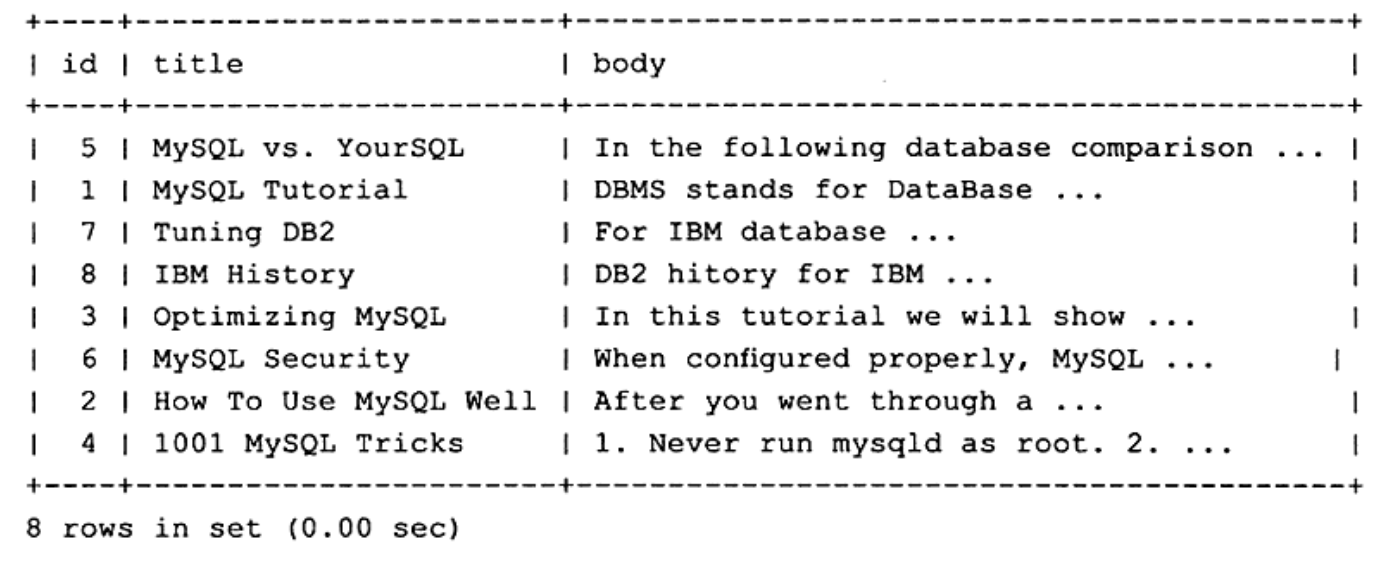 +----+-----------------------+------------------------------------------+
| id | title                 | body                                     |
+----+-----------------------+------------------------------------------+
|  5 | MySQL vs. YourSQL     | In the following database comparison ... |
|  1 | MySQL Tutorial        | DBMS stands for DataBase ...             |
|  7 | Tuning DB2            | For IBM database ...                     |
|  8 | IBM History           | DB2 hitory for IBM ...                   |
|  3 | Optimizing MySQL      | In this tutorial we will show ...        |
|  6 | MySQL Security        | When configured properly, MySQL ...      |
|  2 | How To Use MySQL Well | After you went through a ...             |
|  4 | 1001 MySQL Tricks     | 1. Never run mysqld as root. 2. ...      |
+----+-----------------------+------------------------------------------+
8 rows in set (0.00 sec)